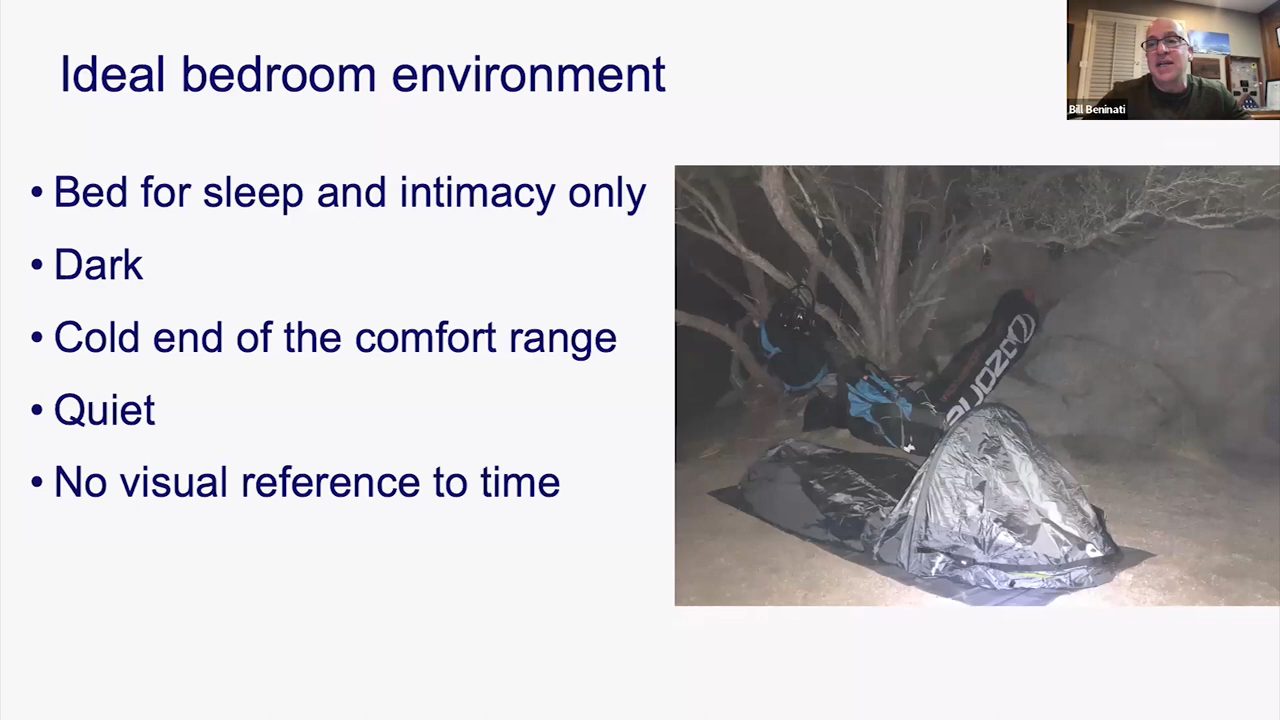 Ideal bedroom environment
Bill Beninati
• Bed for sleep and intimacy only
• Dark
• Cold end of the comfort range
• Quiet
• No visual reference to time
OZONE